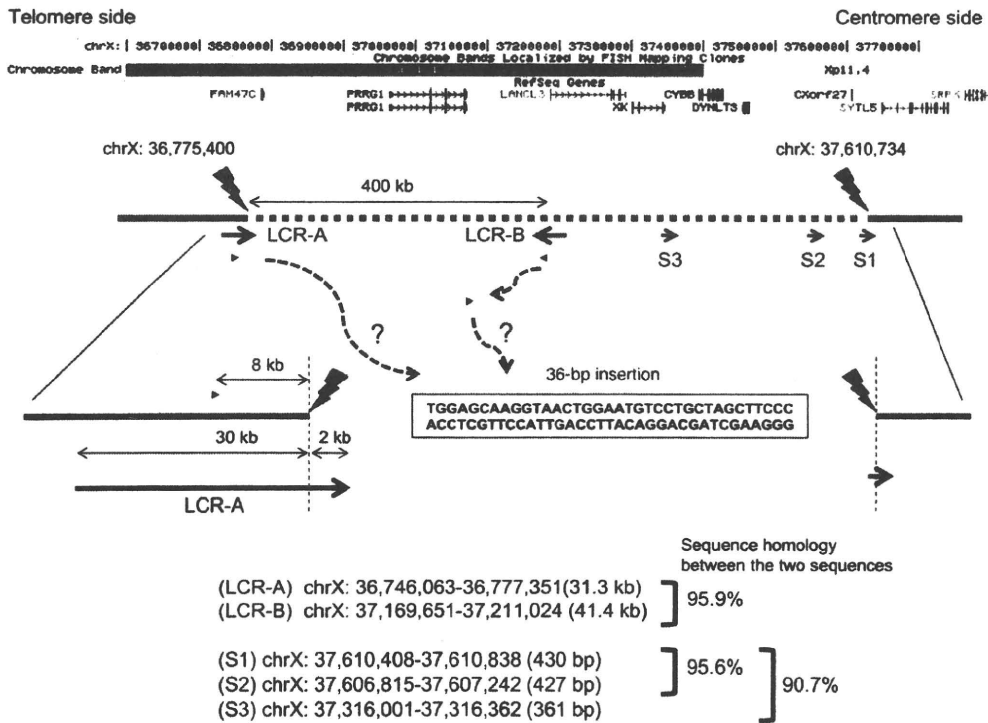 Telomere side
Centromere side
chrX: 36700000| 36800000| 36900000| 37000000| 37100000| 37200000| 37300000| 37400000| 37500000| 37600000| 37700000|
Chromosome Bands Localized by FISH Mapping Clones
Chromosome Band
Xp11.4
RefSeq Genes
FAM47C
PRRG1
LANCL3
CYBB
CXorf27
SRPX
PRRG1
XK
DYNLT3
SYTL5
chrX: 36,775,400
chrX: 37,610,734
400 kb
LCR-A
LCR-B
S3
S2
S1
?
?
8 kb
36-bp insertion
TGGAGCAAGGTAACTGGAATGTCCTGCTAGCTTCCC
ACCTCGTTCCATTGACCTTACAGGACGATCGAAGGG
30 kb
2 kb
LCR-A
Sequence homology
between the two sequences
(LCR-A) chrX: 36,746,063-36,777,351(31.3 kb)
(LCR-B) chrX: 37,169,651-37,211,024 (41.4 kb)
95.9%
(S1) chrX: 37,610,408-37,610,838 (430 bp)
(S2) chrX: 37,606,815-37,607,242 (427 bp)
(S3) chrX: 37,316,001-37,316,362 (361 bp)
95.6%
90.7%